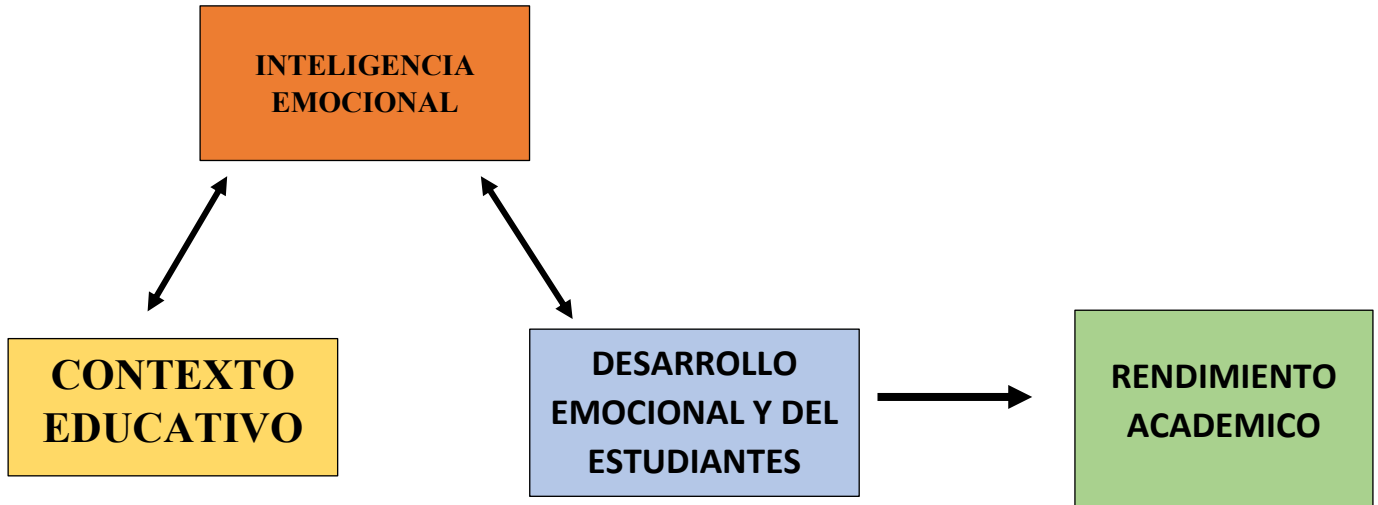 INTELIGENCIA
EMOCIONAL
CONTEXTO
EDUCATIVO
DESARROLLO
EMOCIONAL Y DEL
ESTUDIANTES
RENDIMIENTO
ACADEMICO